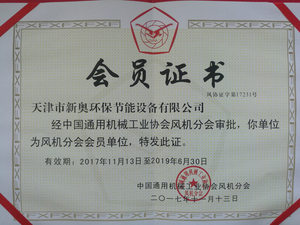 会员证书
风协证字第17231号
天津市新奥环保节能设备有限公司
经中国通用机械工业协会风机分会审批，你单位
为风机分会会员单位，特发此证。
有效期：2017年11月13日至2019年6月30日
中国通用机械工业协会风机分会
二〇一七年十一月十三日